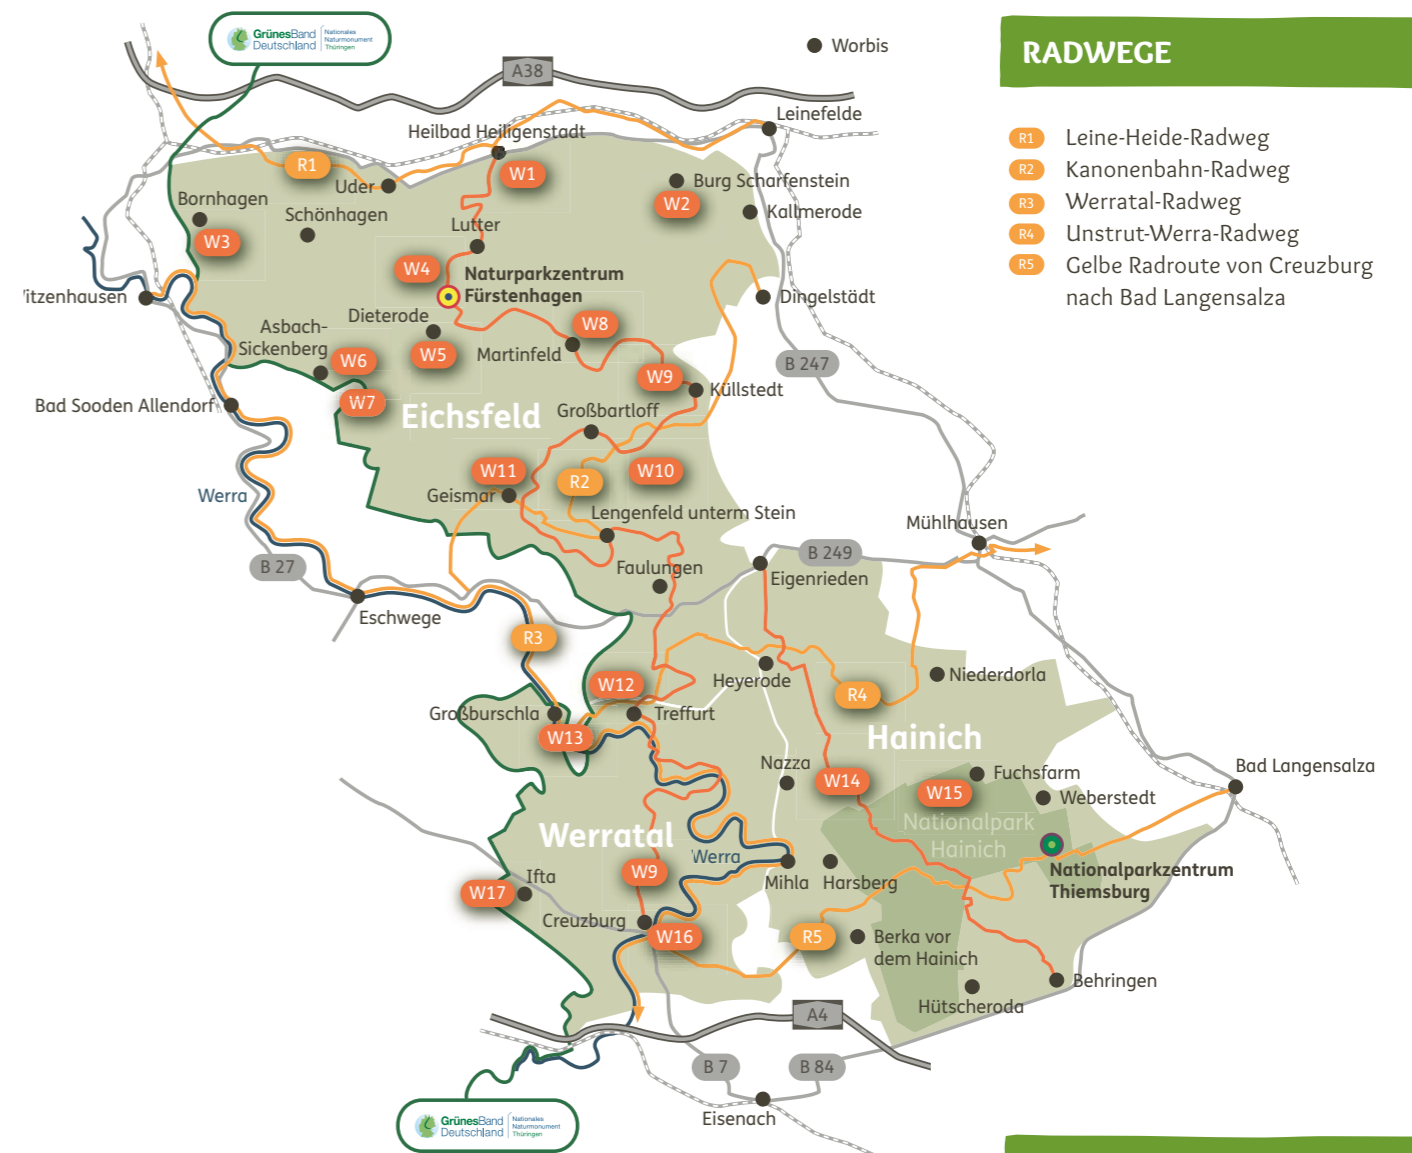 GrünesBand
Deutschland
Nationales
Naturmonument
Thüringen
Worbis
RADWEGE
A38
Leinefelde
Heilbad Heiligenstadt
R1 Leine-Heide-Radweg
R2 Kanonenbahn-Radweg
R3 Werratal-Radweg
R4 Unstrut-Werra-Radweg
R5 Gelbe Radroute von Creuzburg
nach Bad Langensalza
R1
W1
Uder
Burg Scharfenstein
Bornhagen
W2
Schönhagen
Kallmerode
Lutter
W3
W4
Naturparkzentrum
Fürstenhagen
itzenhausen
Dingelstädt
Dieterode
Asbach-
Sickenberg
W8
W6
W5
Martinfeld
B 247
W9
Küllstedt
Bad Sooden Allendorf
W7
Eichsfeld
Großbartloff
W11
R2
W10
Werra
Geismar
Lengenfeld unterm Stein
Mühlhausen
B 249
B 27
Faulungen
Eigenrieden
Eschwege
R3
Heyerode
Niederdorla
W12
R4
Großburschla
Treffurt
W13
Hainich
Nazza
Bad Langensalza
W14
Fuchsfarm
W15
Weberstedt
Nationalpark
Hainich
Werratal
Werra
Nationalparkzentrum
Thiemsburg
W9
Mihla
Harsberg
Ifta
W17
Creuzburg
W16
R5
Berka vor
dem Hainich
Behringen
Hütscheroda
A4
B 7
B 84
Eisenach
GrünesBand
Deutschland
Nationales
Naturmonument
Thüringen